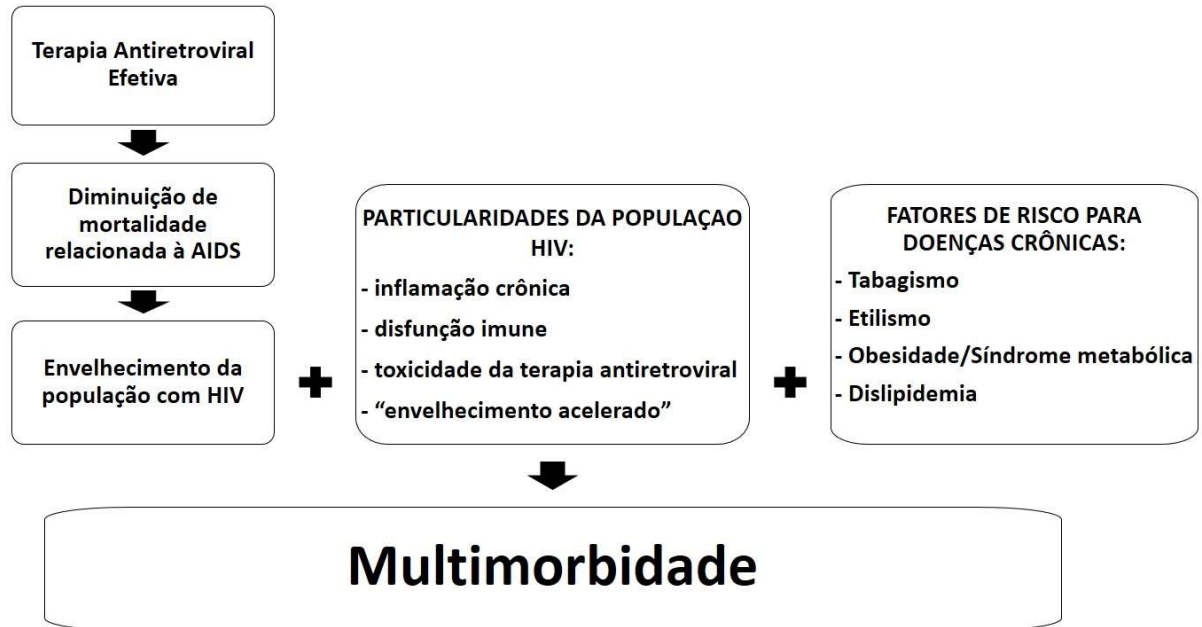 Terapia Antiretroviral
Efetiva
Diminuição de
mortalidade
relacionada à AIDS
Envelhecimento da
população com HIV
PARTICULARIDADES DA POPULAÇAO
HIV:
- inflamação crônica
- disfunção imune
- toxicidade da terapia antiretroviral
- “envelhecimento acelerado”
FATORES DE RISCO PARA
DOENÇAS CRÔNICAS:
- Tabagismo
- Etilismo
- Obesidade/Síndrome metabólica
- Dislipidemia
Multimorbidade